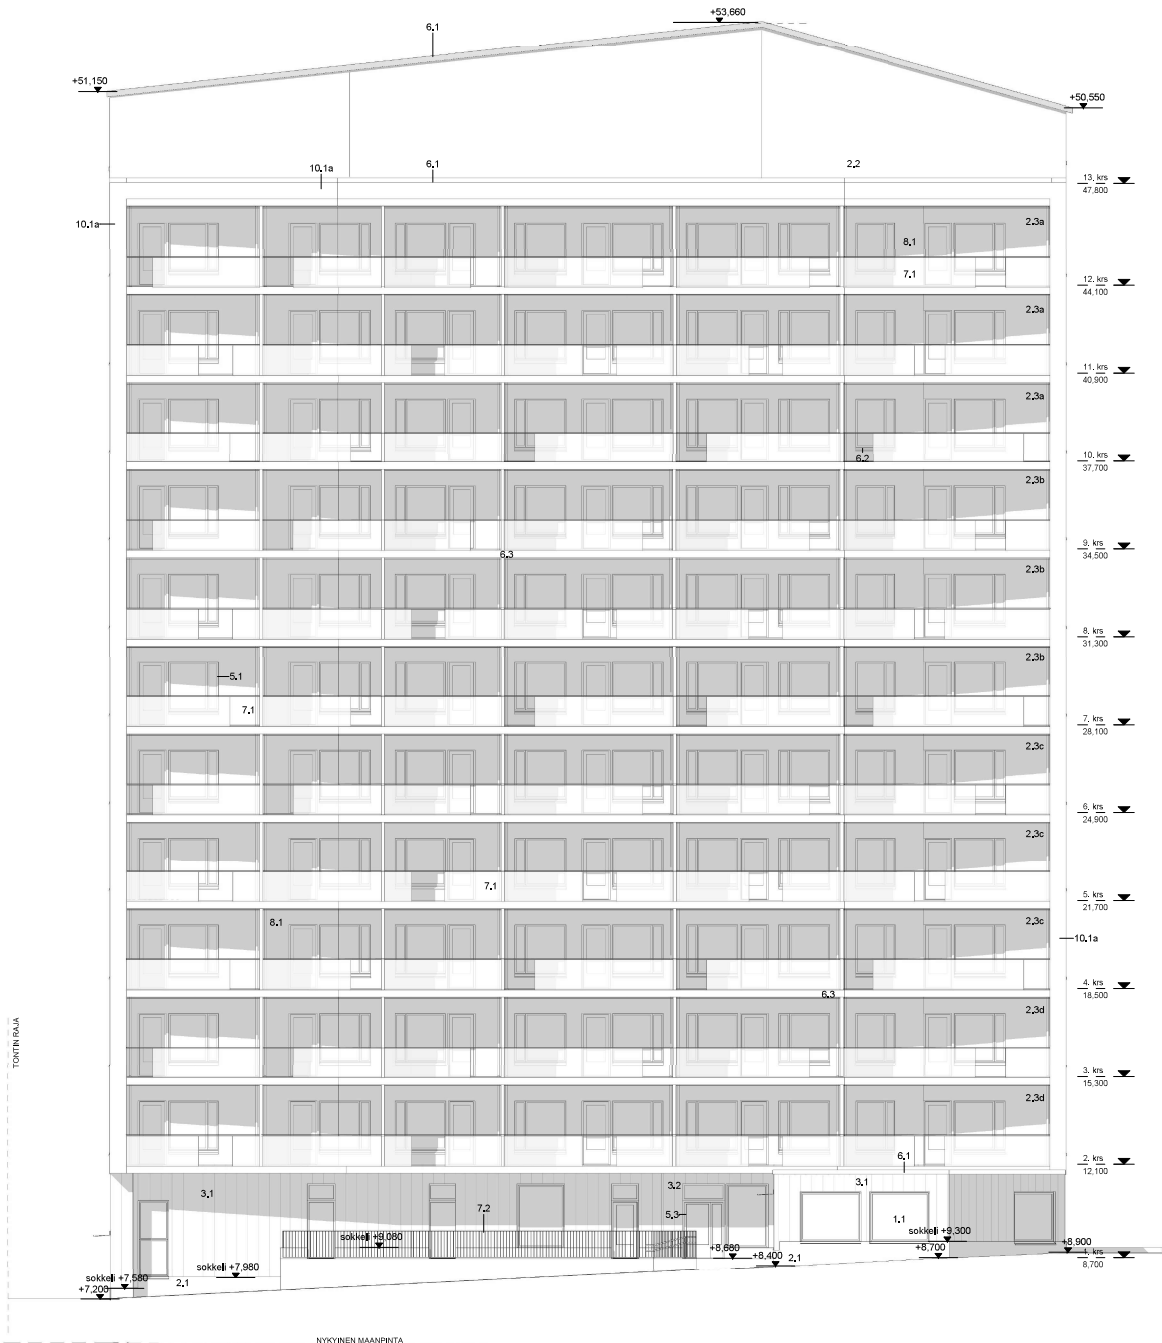 +53,660
6.1
+51,150
+50,550
10.1a
6.1
2.2
13. krs
47,800
10.1a
2.3a
8.1
7.1
12. krs
44,100
2.3a
11. krs
40,900
2.3a
6.2
10. krs
37,700
2.3b
9. krs
34,500
6.3
2.3b
8. krs
31,300
2.3b
5.1
7.1
7. krs
28,100
2.3c
6. krs
24,900
2.3c
7.1
5. krs
21,700
8.1
2.3c
10.1a
4. krs
18,500
6.3
2.3d
TONTIN RAJA
3. krs
15,300
2.3d
6.1
2. krs
12,100
3.1
3.2
3.1
7.2
5.3
1.1
sokkeli +9,080
sokkeli +9,300
+8,680
+8,400
2.1
+8,700
+8,900
1. krs
8,700
sokkeli +7,580
sokkeli +7,980
2.1
+7,200
NYKYINEN MAANPINTA